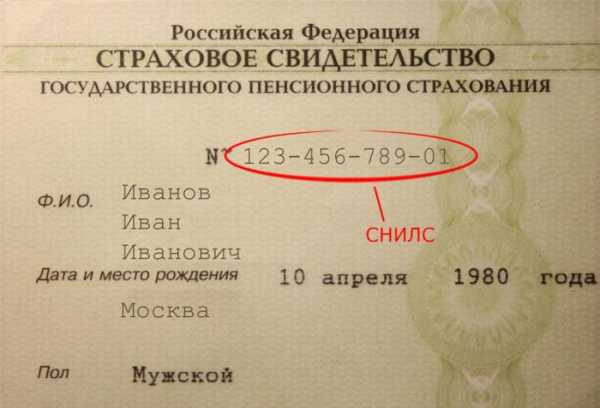 Российская Федерация
СТРАХОВОЕ СВИДЕТЕЛЬСТВО
ГОСУДАРСТВЕННОГО ПЕНСИОННОГО СТРАХОВАНИЯ
№ 123-456-789-01
СНИЛС
Ф.И.О. Иванов
Иван
Иванович
Дата и место рождения 10 апреля 1980 года
Москва
Пол Мужской